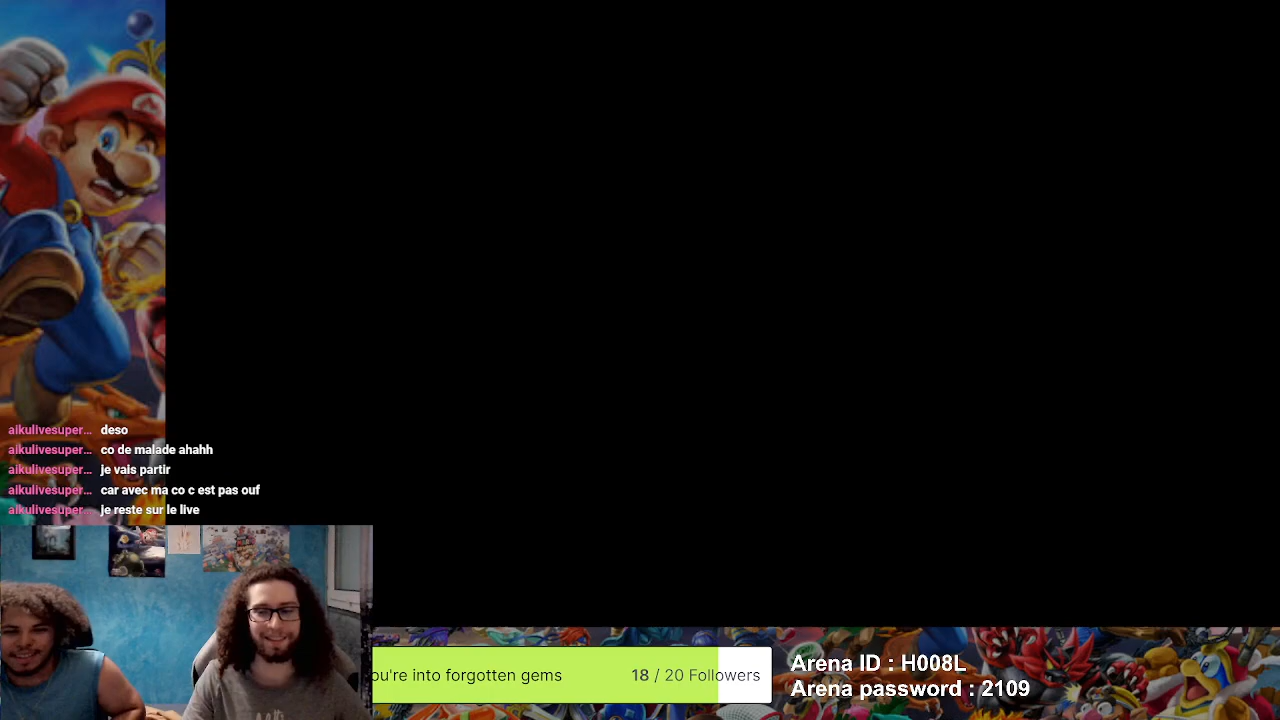 aikulivesuper... deso
aikulivesuper... co de malade ahahh
aikulivesuper... je vais partir
aikulivesuper... car avec ma co c est pas ouf
aikulivesuper... je reste sur le live
ou're into forgotten gems
18 / 20 Followers
Arena ID : H008L
Arena password : 2109